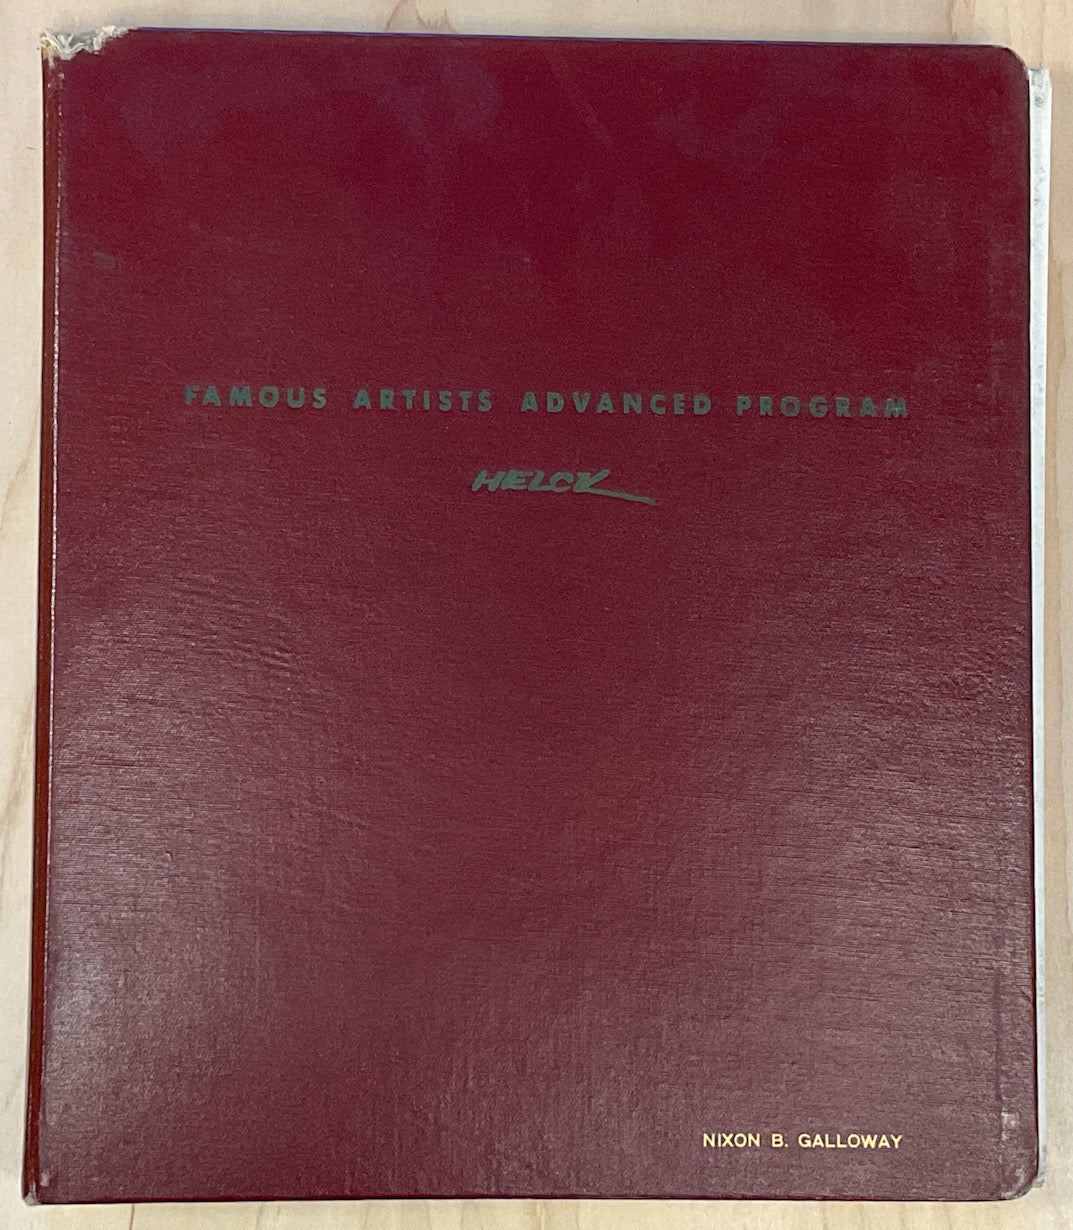 FAMOUS ARTISTS ADVANCED PROGRAM
HELCK
NIXON B. GALLOWAY